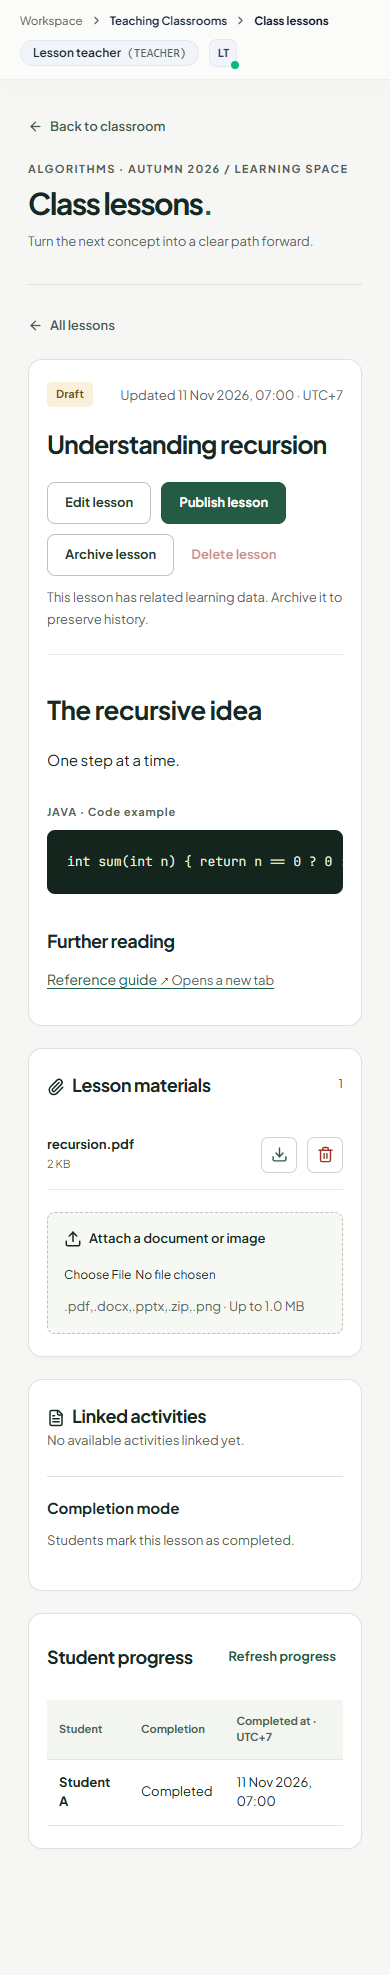 Workspace > Teaching Classrooms > Class lessons
Lesson teacher (TEACHER) LT
← Back to classroom
ALGORITHMS · AUTUMN 2026 / LEARNING SPACE
Class lessons.
Turn the next concept into a clear path forward.
← All lessons
Draft Updated 11 Nov 2026, 07:00 · UTC+7
Understanding recursion
Edit lesson Publish lesson
Archive lesson Delete lesson
This lesson has related learning data. Archive it to
preserve history.
The recursive idea
One step at a time.
JAVA · Code example
int sum(int n) { return n == 0 ? 0
Further reading
Reference guide ↗ Opens a new tab
Lesson materials 1
recursion.pdf
2 KB
Attach a document or image
Choose File No file chosen
.pdf,.docx,.pptx,.zip,.png · Up to 1.0 MB
Linked activities
No available activities linked yet.
Completion mode
Students mark this lesson as completed.
Student progress Refresh progress
Student Completion Completed at ·
UTC+7
Student Completed 11 Nov 2026,
A 07:00